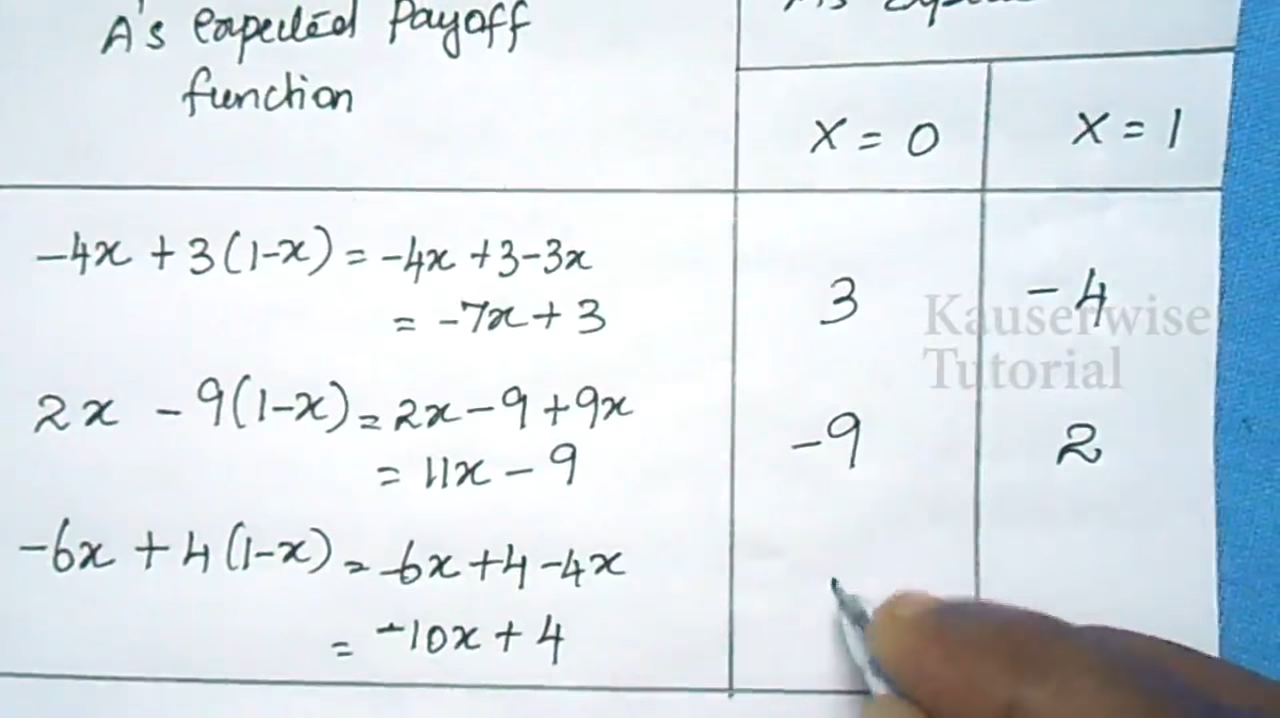 A's expected Payoff
function
x = 0
x = 1
-4x + 3(1-x) = -4x + 3-3x
= -7x + 3
3
-4
Kauserwise
Tutorial
2x - 9(1-x) = 2x - 9 + 9x
= 11x - 9
-9
2
-6x + 4(1-x) = -6x + 4 - 4x
= -10x + 4